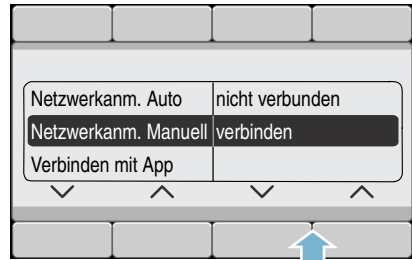 Netzwerkanm. Auto nicht verbunden
Netzwerkanm. Manuell verbinden
Verbinden mit App